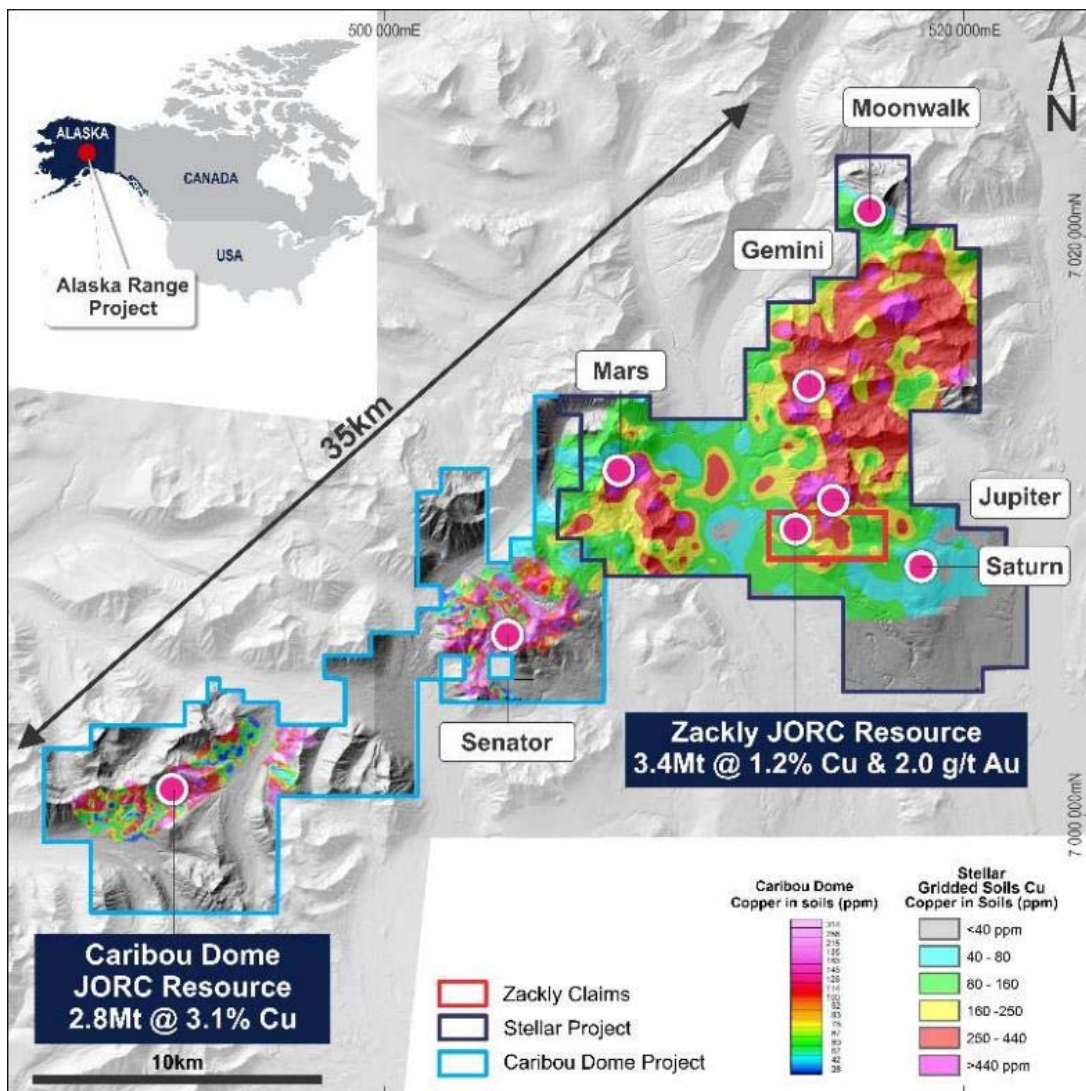 500 000mE
520 000mE
N
ALASKA
CANADA
USA
Alaska Range
Project
Moonwalk
7 020 000mN
Gemini
Mars
35km
Jupiter
Saturn
Senator
Zackly JORC Resource
3.4Mt @ 1.2% Cu & 2.0 g/t Au
7 000 000mN
Caribou Dome
JORC Resource
2.8Mt @ 3.1% Cu
10km
Zackly Claims
Stellar Project
Caribou Dome Project
Caribou Dome
Copper in soils (ppm)
Stellar
Gridded Soils Cu
Copper in Soils (ppm)
<40 ppm
40 - 80
80 - 160
160 -250
250 - 440
>440 ppm